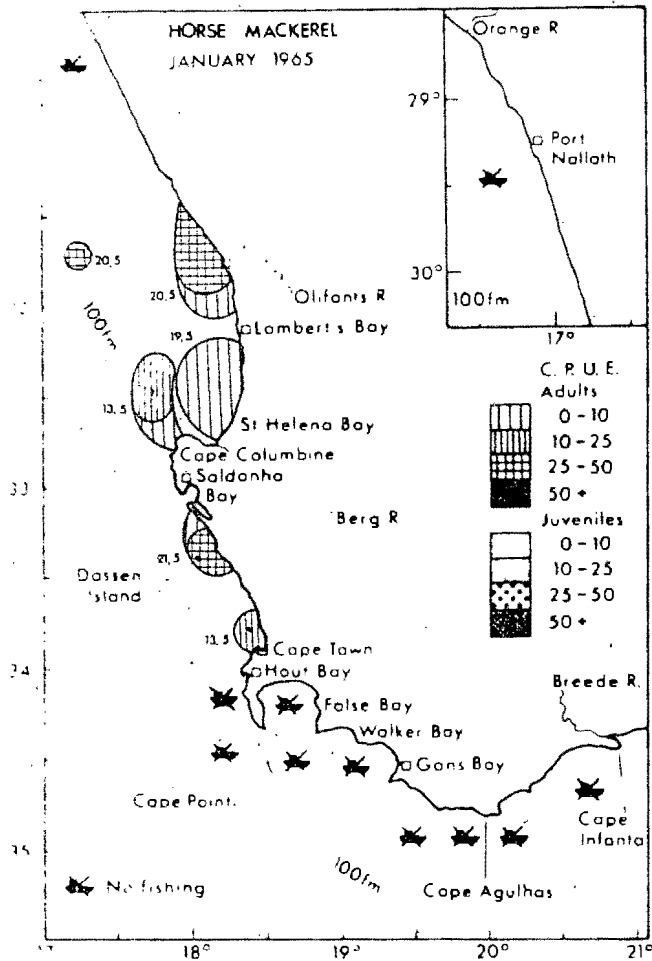 HORSE MACKEREL
JANUARY 1965
Orange R
29°
Port
Nallath
30°
100fm
17°
20,5
100fm
20,5
Olifants R
Lambert's Bay
19,5
13,5
St Helena Bay
Cape Columbine
Saldanha
Bay
33
Berg R
21,5
Dassen
Island
13,5
Cape Town
Hout Bay
34
False Bay
Walker Bay
Gans Bay
Breede R.
Cape Point.
Cape
Infanta
35
100fm
No fishing
Cape Agulhas
C. P. U. E.
Adults
0-10
10-25
25-50
50+
Juveniles
0-10
10-25
25-50
50+
17
18°
19°
20°
21°